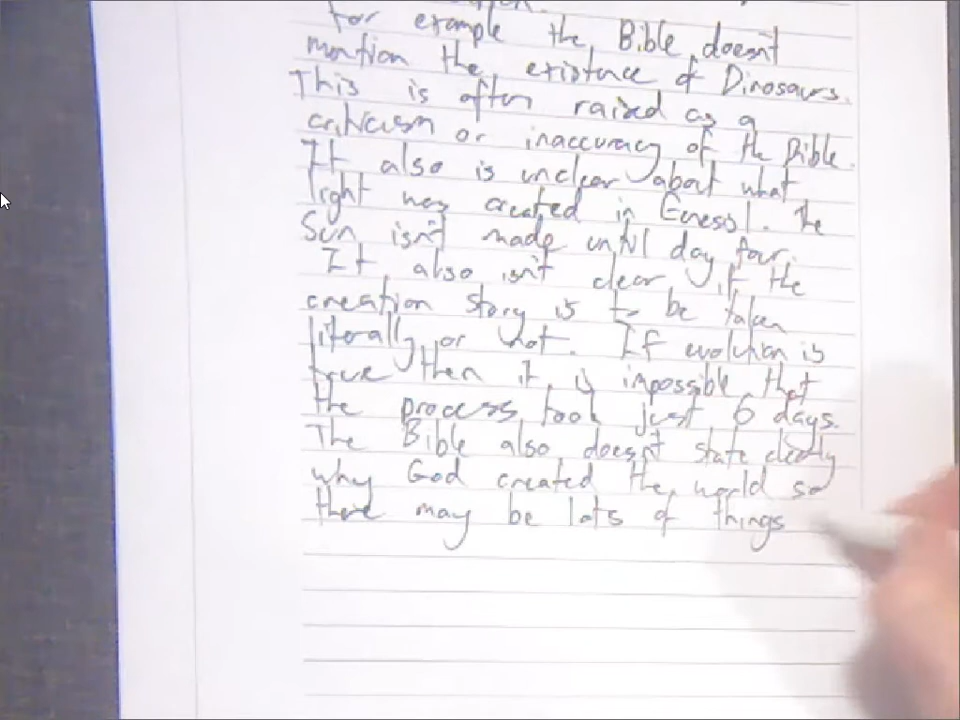 For example the Bible doesn't
mention the existence of Dinosaurs.
This is often raised as a
criticism or inaccuracy of the Bible.
It also is unclear about what
light was created in Genesis 1. The
Sun isn't made until day four.
It also isn't clear if the
creation story is to be taken
literally or not. If evolution is
true then it is impossible that
the process took just 6 days.
The Bible also doesn't state clearly
why God created the world so
there may be lots of things